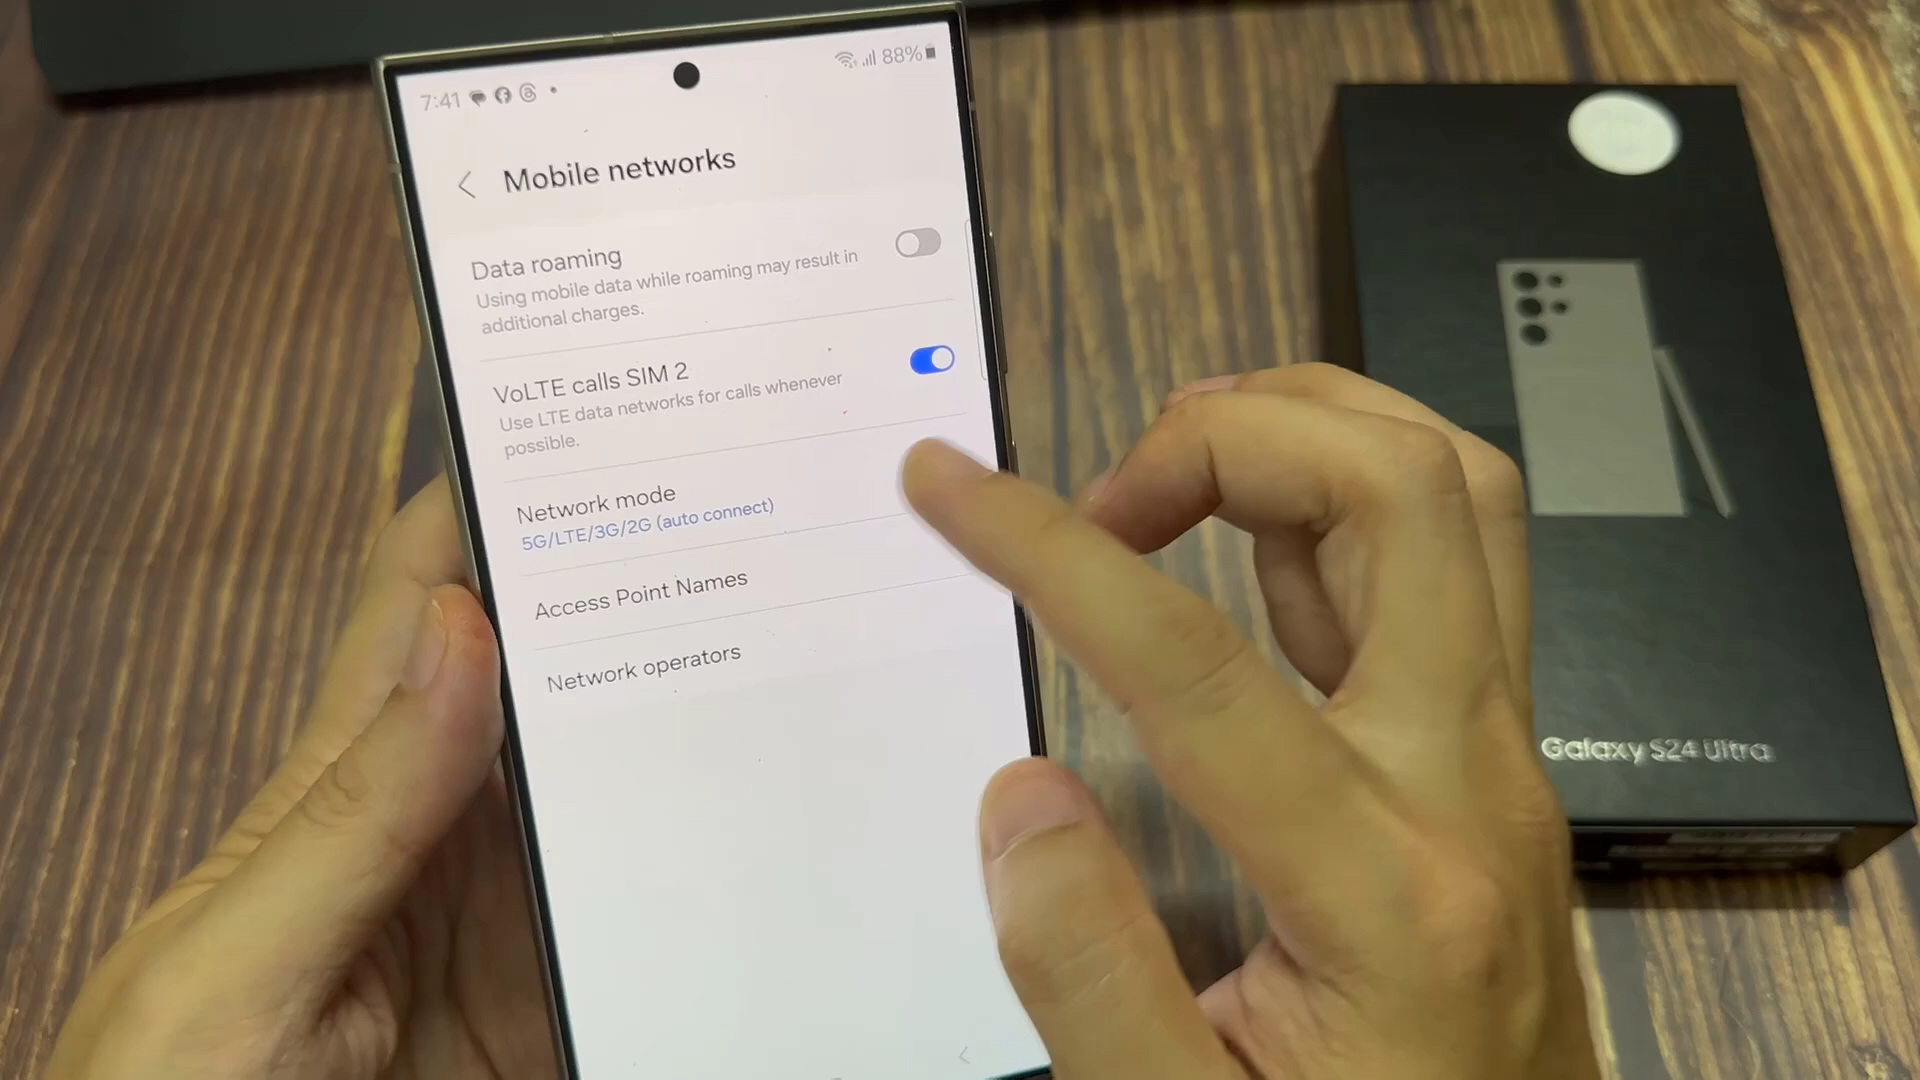 7:41
88%
Mobile networks
Data roaming
Using mobile data while roaming may result in
additional charges.
VoLTE calls SIM 2
Use LTE data networks for calls whenever
possible.
Network mode
5G/LTE/3G/2G (auto connect)
Access Point Names
Network operators
Galaxy S24 Ultra